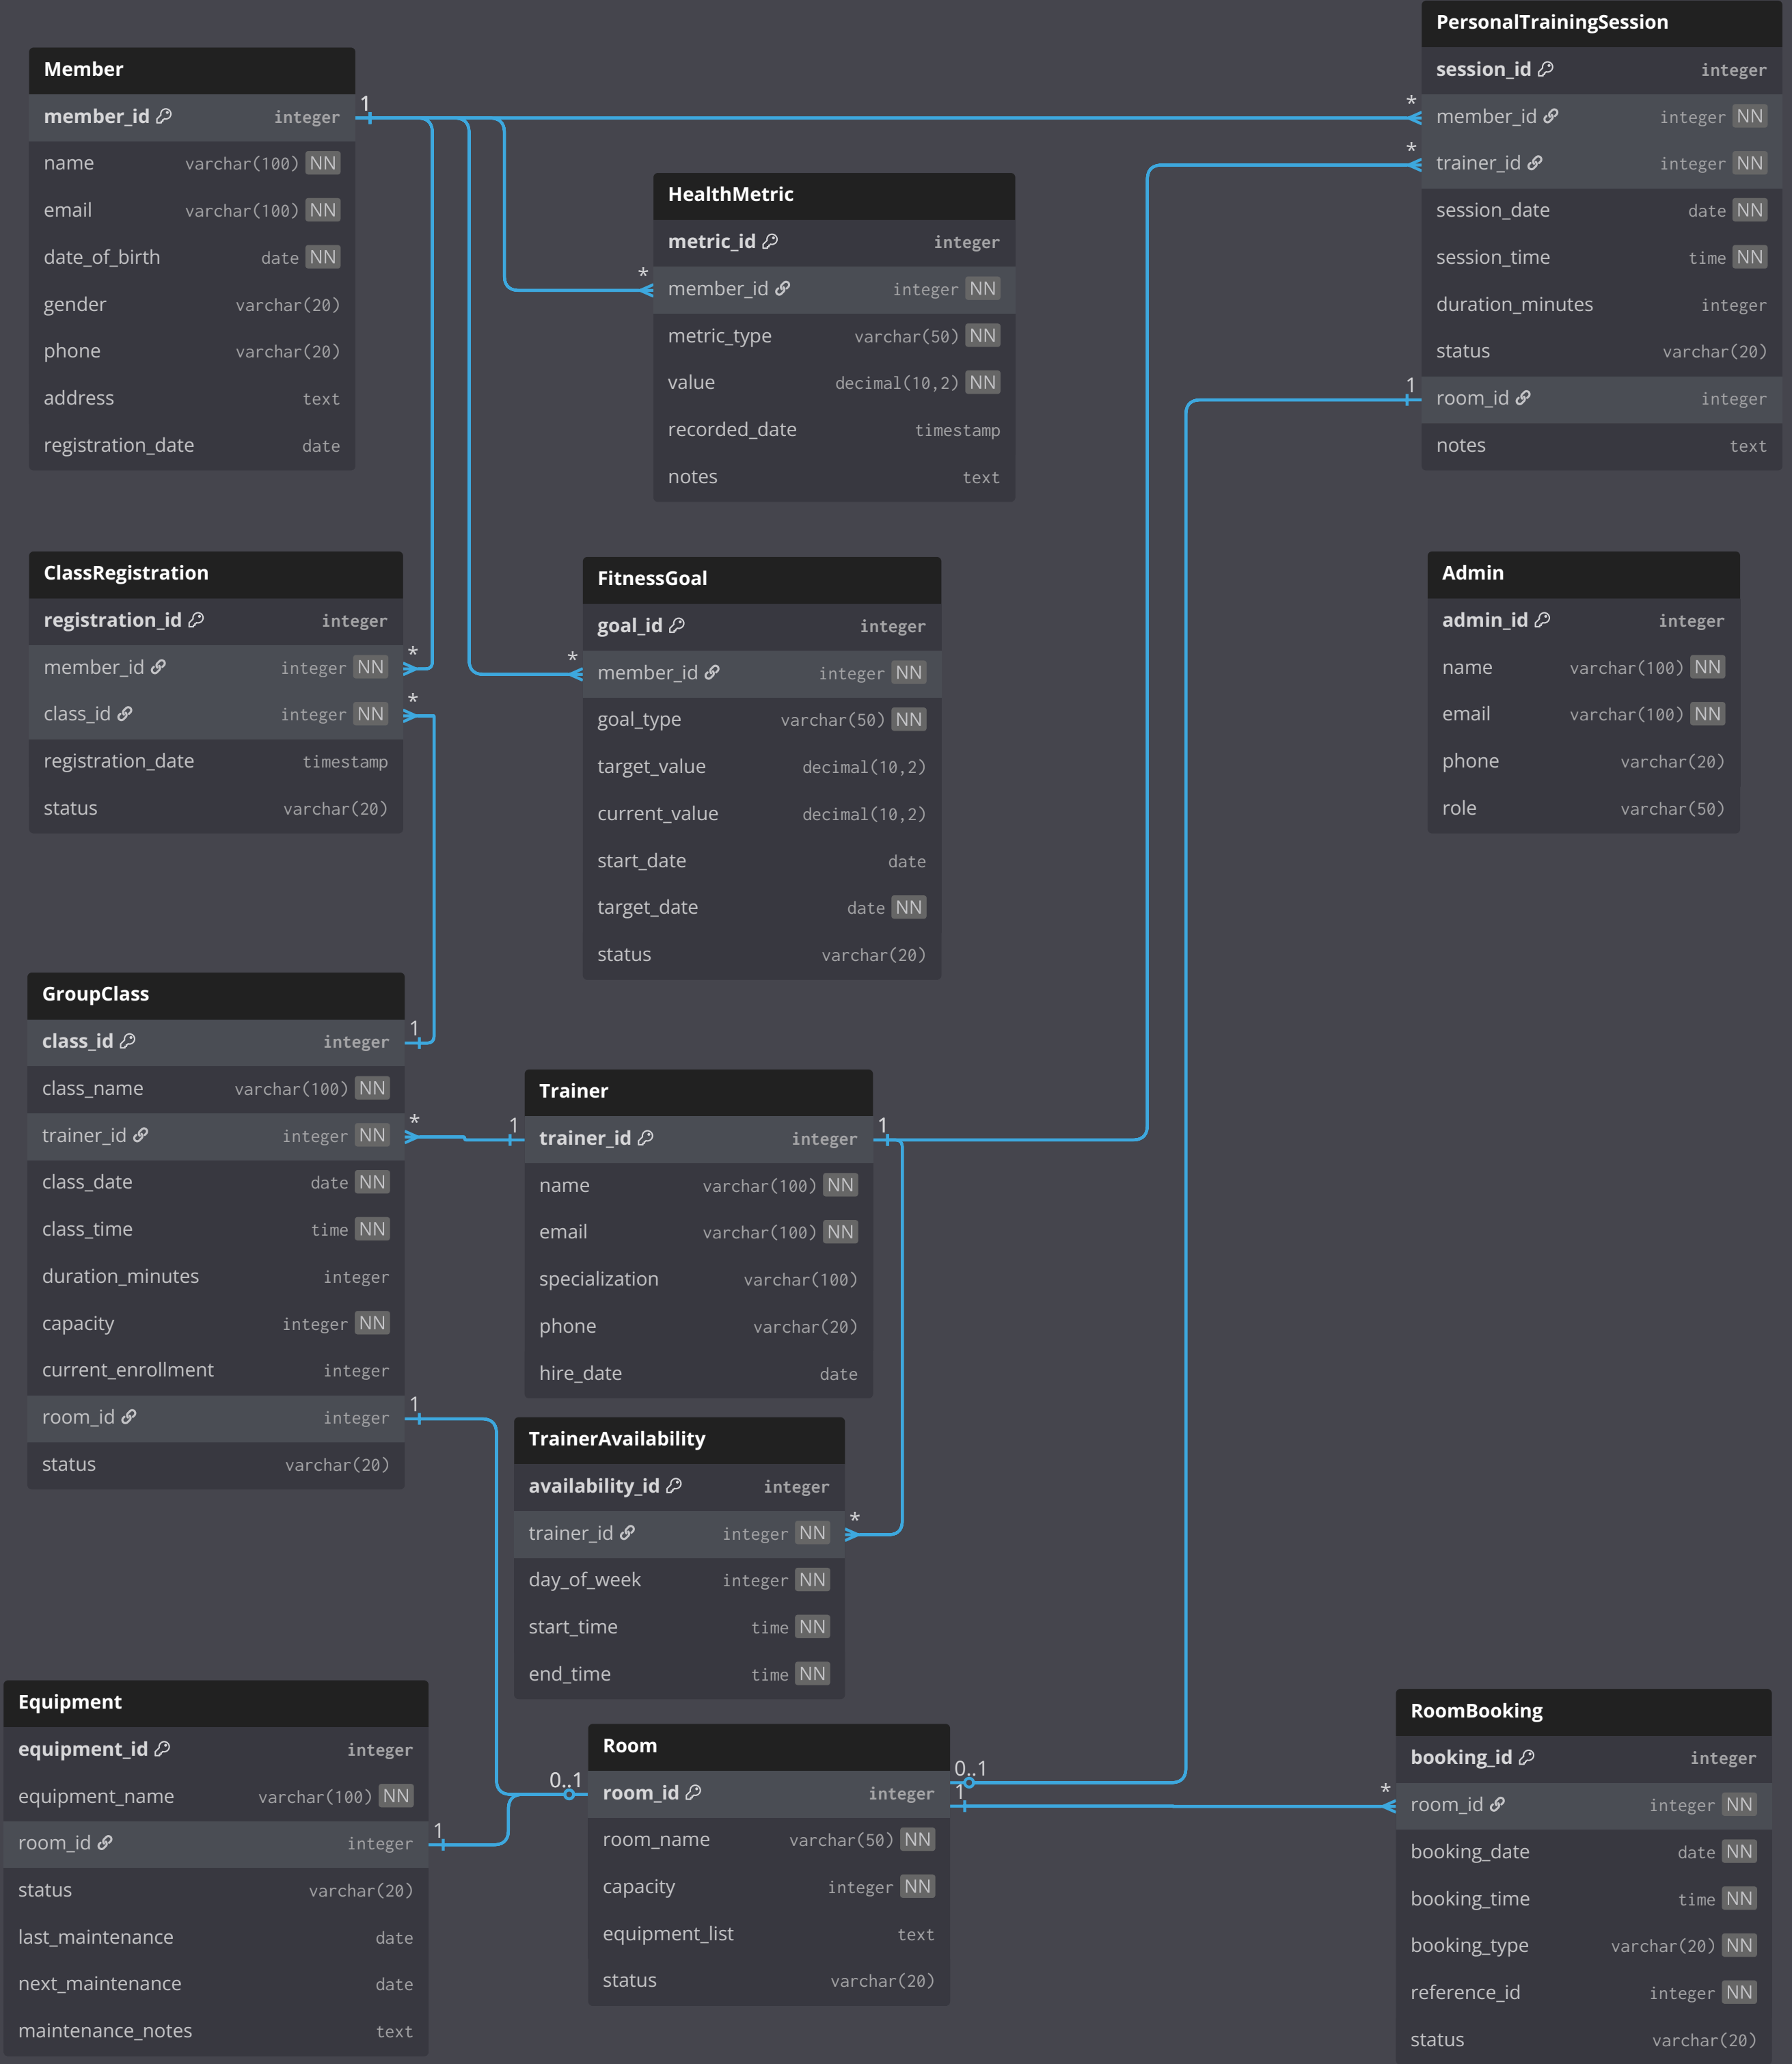 Member
member_id integer
name varchar(100) NN
email varchar(100) NN
date_of_birth date NN
gender varchar(20)
phone varchar(20)
address text
registration_date date
1
PersonalTrainingSession
session_id integer
* member_id integer NN
* trainer_id integer NN
session_date date NN
session_time time NN
duration_minutes integer
status varchar(20)
1 room_id integer
notes text
HealthMetric
metric_id integer
* member_id integer NN
metric_type varchar(50) NN
value decimal(10,2) NN
recorded_date timestamp
notes text
ClassRegistration
registration_id integer
member_id integer NN *
class_id integer NN *
registration_date timestamp
status varchar(20)
FitnessGoal
goal_id integer
* member_id integer NN
goal_type varchar(50) NN
target_value decimal(10,2)
current_value decimal(10,2)
start_date date
target_date date NN
status varchar(20)
Admin
admin_id integer
name varchar(100) NN
email varchar(100) NN
phone varchar(20)
role varchar(50)
GroupClass
class_id integer 1
class_name varchar(100) NN
trainer_id integer NN *
class_date date NN
class_time time NN
duration_minutes integer
capacity integer NN
current_enrollment integer
room_id integer 1
status varchar(20)
Trainer
1 trainer_id integer 1
name varchar(100) NN
email varchar(100) NN
specialization varchar(100)
phone varchar(20)
hire_date date
TrainerAvailability
availability_id integer
trainer_id integer NN *
day_of_week integer NN
start_time time NN
end_time time NN
Equipment
equipment_id integer
equipment_name varchar(100) NN
room_id integer 1
status varchar(20)
last_maintenance date
next_maintenance date
maintenance_notes text
Room
0..1 room_id integer 0..1
1
room_name varchar(50) NN
capacity integer NN
equipment_list text
status varchar(20)
RoomBooking
booking_id integer
* room_id integer NN
booking_date date NN
booking_time time NN
booking_type varchar(20) NN
reference_id integer NN
status varchar(20)